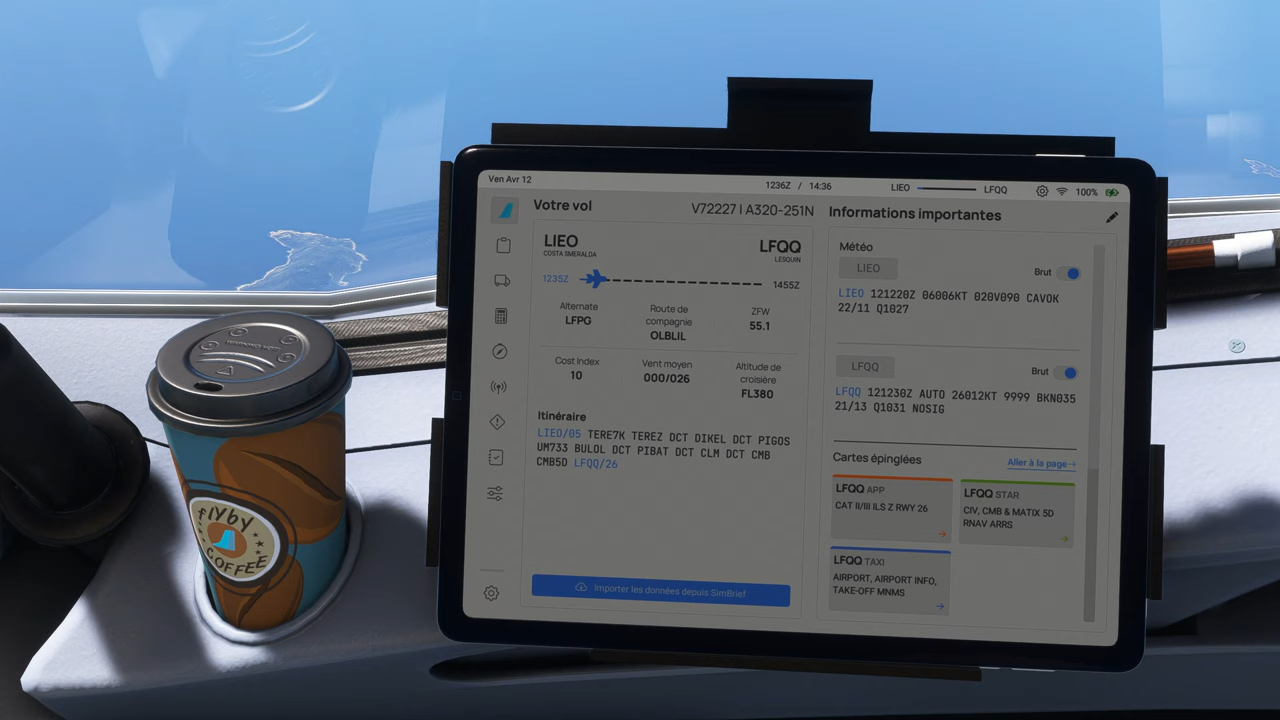 Ven Avr 12
1236Z / 14:36
LIEO LFQQ
100%
Votre vol
V72227 | A320-251N
LIEO
COSTA SMERALDA
LFQQ
LESQUIN
1235Z
1455Z
Alternate
LFPG
Route de
compagnie
OLBLIL
ZFW
55.1
Cost Index
10
Vent moyen
000/026
Altitude de
croisière
FL380
Itinéraire
LIEO/05 TERE7K TEREZ DCT DIKEL DCT PIGOS
UM733 BULOL DCT PIBAT DCT CLM DCT CMB
CMB5D LFQQ/26
Importer les données depuis SimBrief
Informations importantes
Météo
LIEO
Brut
LIEO 121220Z 06006KT 020V090 CAVOK
22/11 Q1027
LFQQ
Brut
LFQQ 121230Z AUTO 26012KT 9999 BKN035
21/13 Q1031 NOSIG
Cartes épinglées
Aller à la page
LFQQ APP
CAT II/III ILS Z RWY 26
LFQQ STAR
CIV, CMB & MATIX 5D
RNAV ARRS
LFQQ TAXI
AIRPORT, AIRPORT INFO,
TAKE-OFF MNMS
flyby
COFFEE